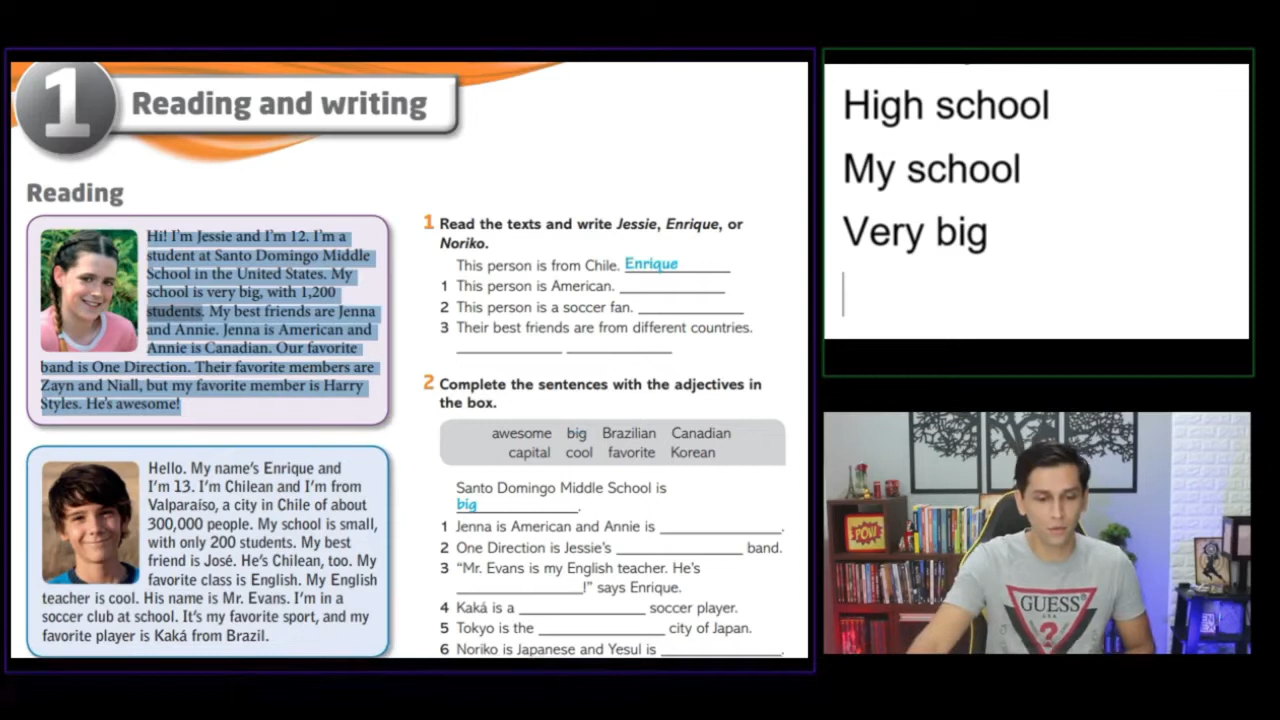 1
Reading and writing
Reading
Hi! I'm Jessie and I'm 12. I'm a
student at Santo Domingo Middle
School in the United States. My
school is very big, with 1,200
students. My best friends are Jenna
and Annie. Jenna is American and
Annie is Canadian. Our favorite
band is One Direction. Their favorite members are
Zayn and Niall, but my favorite member is Harry
Styles. He's awesome!
Hello. My name's Enrique and
I'm 13. I'm Chilean and I'm from
Valparaíso, a city in Chile of about
300,000 people. My school is small,
with only 200 students. My best
friend is José. He's Chilean, too. My
favorite class is English. My English
teacher is cool. His name is Mr. Evans. I'm in a
soccer club at school. It's my favorite sport, and my
favorite player is Kaká from Brazil.
1 Read the texts and write Jessie, Enrique, or
Noriko.
This person is from Chile. Enrique
1 This person is American. ____________
2 This person is a soccer fan. ____________
3 Their best friends are from different countries.
____________ ____________
2 Complete the sentences with the adjectives in
the box.
awesome big Brazilian Canadian
capital cool favorite Korean
Santo Domingo Middle School is
big ____________.
1 Jenna is American and Annie is ____________.
2 One Direction is Jessie's ____________ band.
3 “Mr. Evans is my English teacher. He's
____________!” says Enrique.
4 Kaká is a ____________ soccer player.
5 Tokyo is the ____________ city of Japan.
6 Noriko is Japanese and Yesul is ____________.
High school
My school
Very big
POW!
GUESS
?